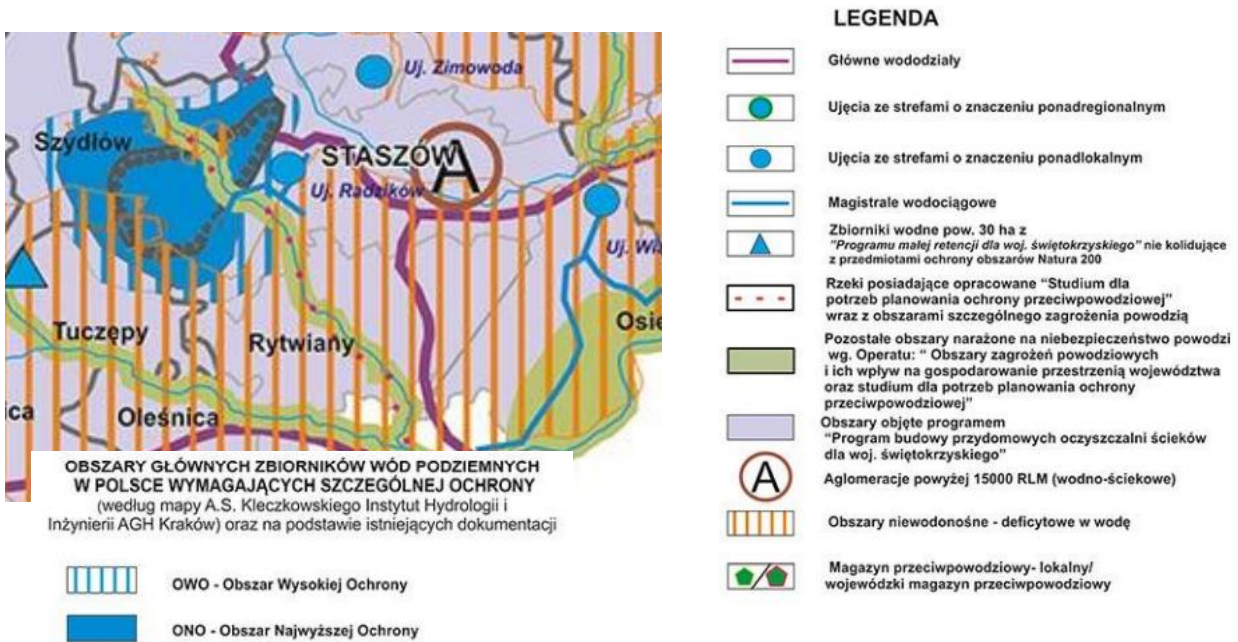 Uj. Zimowoda
Szydłów
STASZÓW
A
Uj. Radzików
Uj. Wi
Tuczępy
Rytwiany
Osie
ica
Oleśnica
OBSZARY GŁÓWNYCH ZBIORNIKÓW WÓD PODZIEMNYCH
W POLSCE WYMAGAJĄCYCH SZCZEGÓLNEJ OCHRONY
(według mapy A.S. Kleczkowskiego Instytut Hydrologii i
Inżynierii AGH Kraków) oraz na podstawie istniejących dokumentacji
OWO - Obszar Wysokiej Ochrony
ONO - Obszar Najwyższej Ochrony
LEGENDA
Główne wododziały
Ujęcia ze strefami o znaczeniu ponadregionalnym
Ujęcia ze strefami o znaczeniu ponadlokalnym
Magistrale wodociągowe
Zbiorniki wodne pow. 30 ha z
"Programu małej retencji dla woj. świętokrzyskiego" nie kolidujące
z przedmiotami ochrony obszarów Natura 200
Rzeki posiadające opracowane “Studium dla
potrzeb planowania ochrony przeciwpowodziowej”
wraz z obszarami szczególnego zagrożenia powodzią
Pozostałe obszary narażone na niebezpieczeństwo powodzi
wg. Operatu: “ Obszary zagrożeń powodziowych
i ich wpływ na gospodarowanie przestrzenią województwa
oraz studium dla potrzeb planowania ochrony
przeciwpowodziowej”
Obszary objęte programem
“Program budowy przydomowych oczyszczalni ścieków
dla woj. świętokrzyskiego”
A
Aglomeracje powyżej 15000 RLM (wodno-ściekowe)
Obszary niewodonośne - deficytowe w wodę
Magazyn przeciwpowodziowy- lokalny/
wojewódzki magazyn przeciwpowodziowy